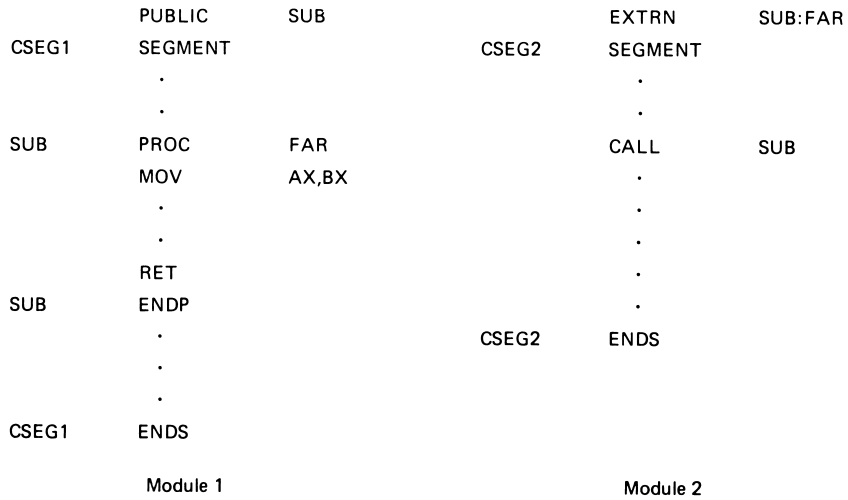 PUBLIC SUB
CSEG1 SEGMENT
.
.
SUB PROC FAR
MOV AX,BX
.
.
RET
SUB ENDP
.
.
.
CSEG1 ENDS
Module 1
EXTRN SUB:FAR
CSEG2 SEGMENT
.
.
CALL SUB
.
.
.
.
.
CSEG2 ENDS
Module 2